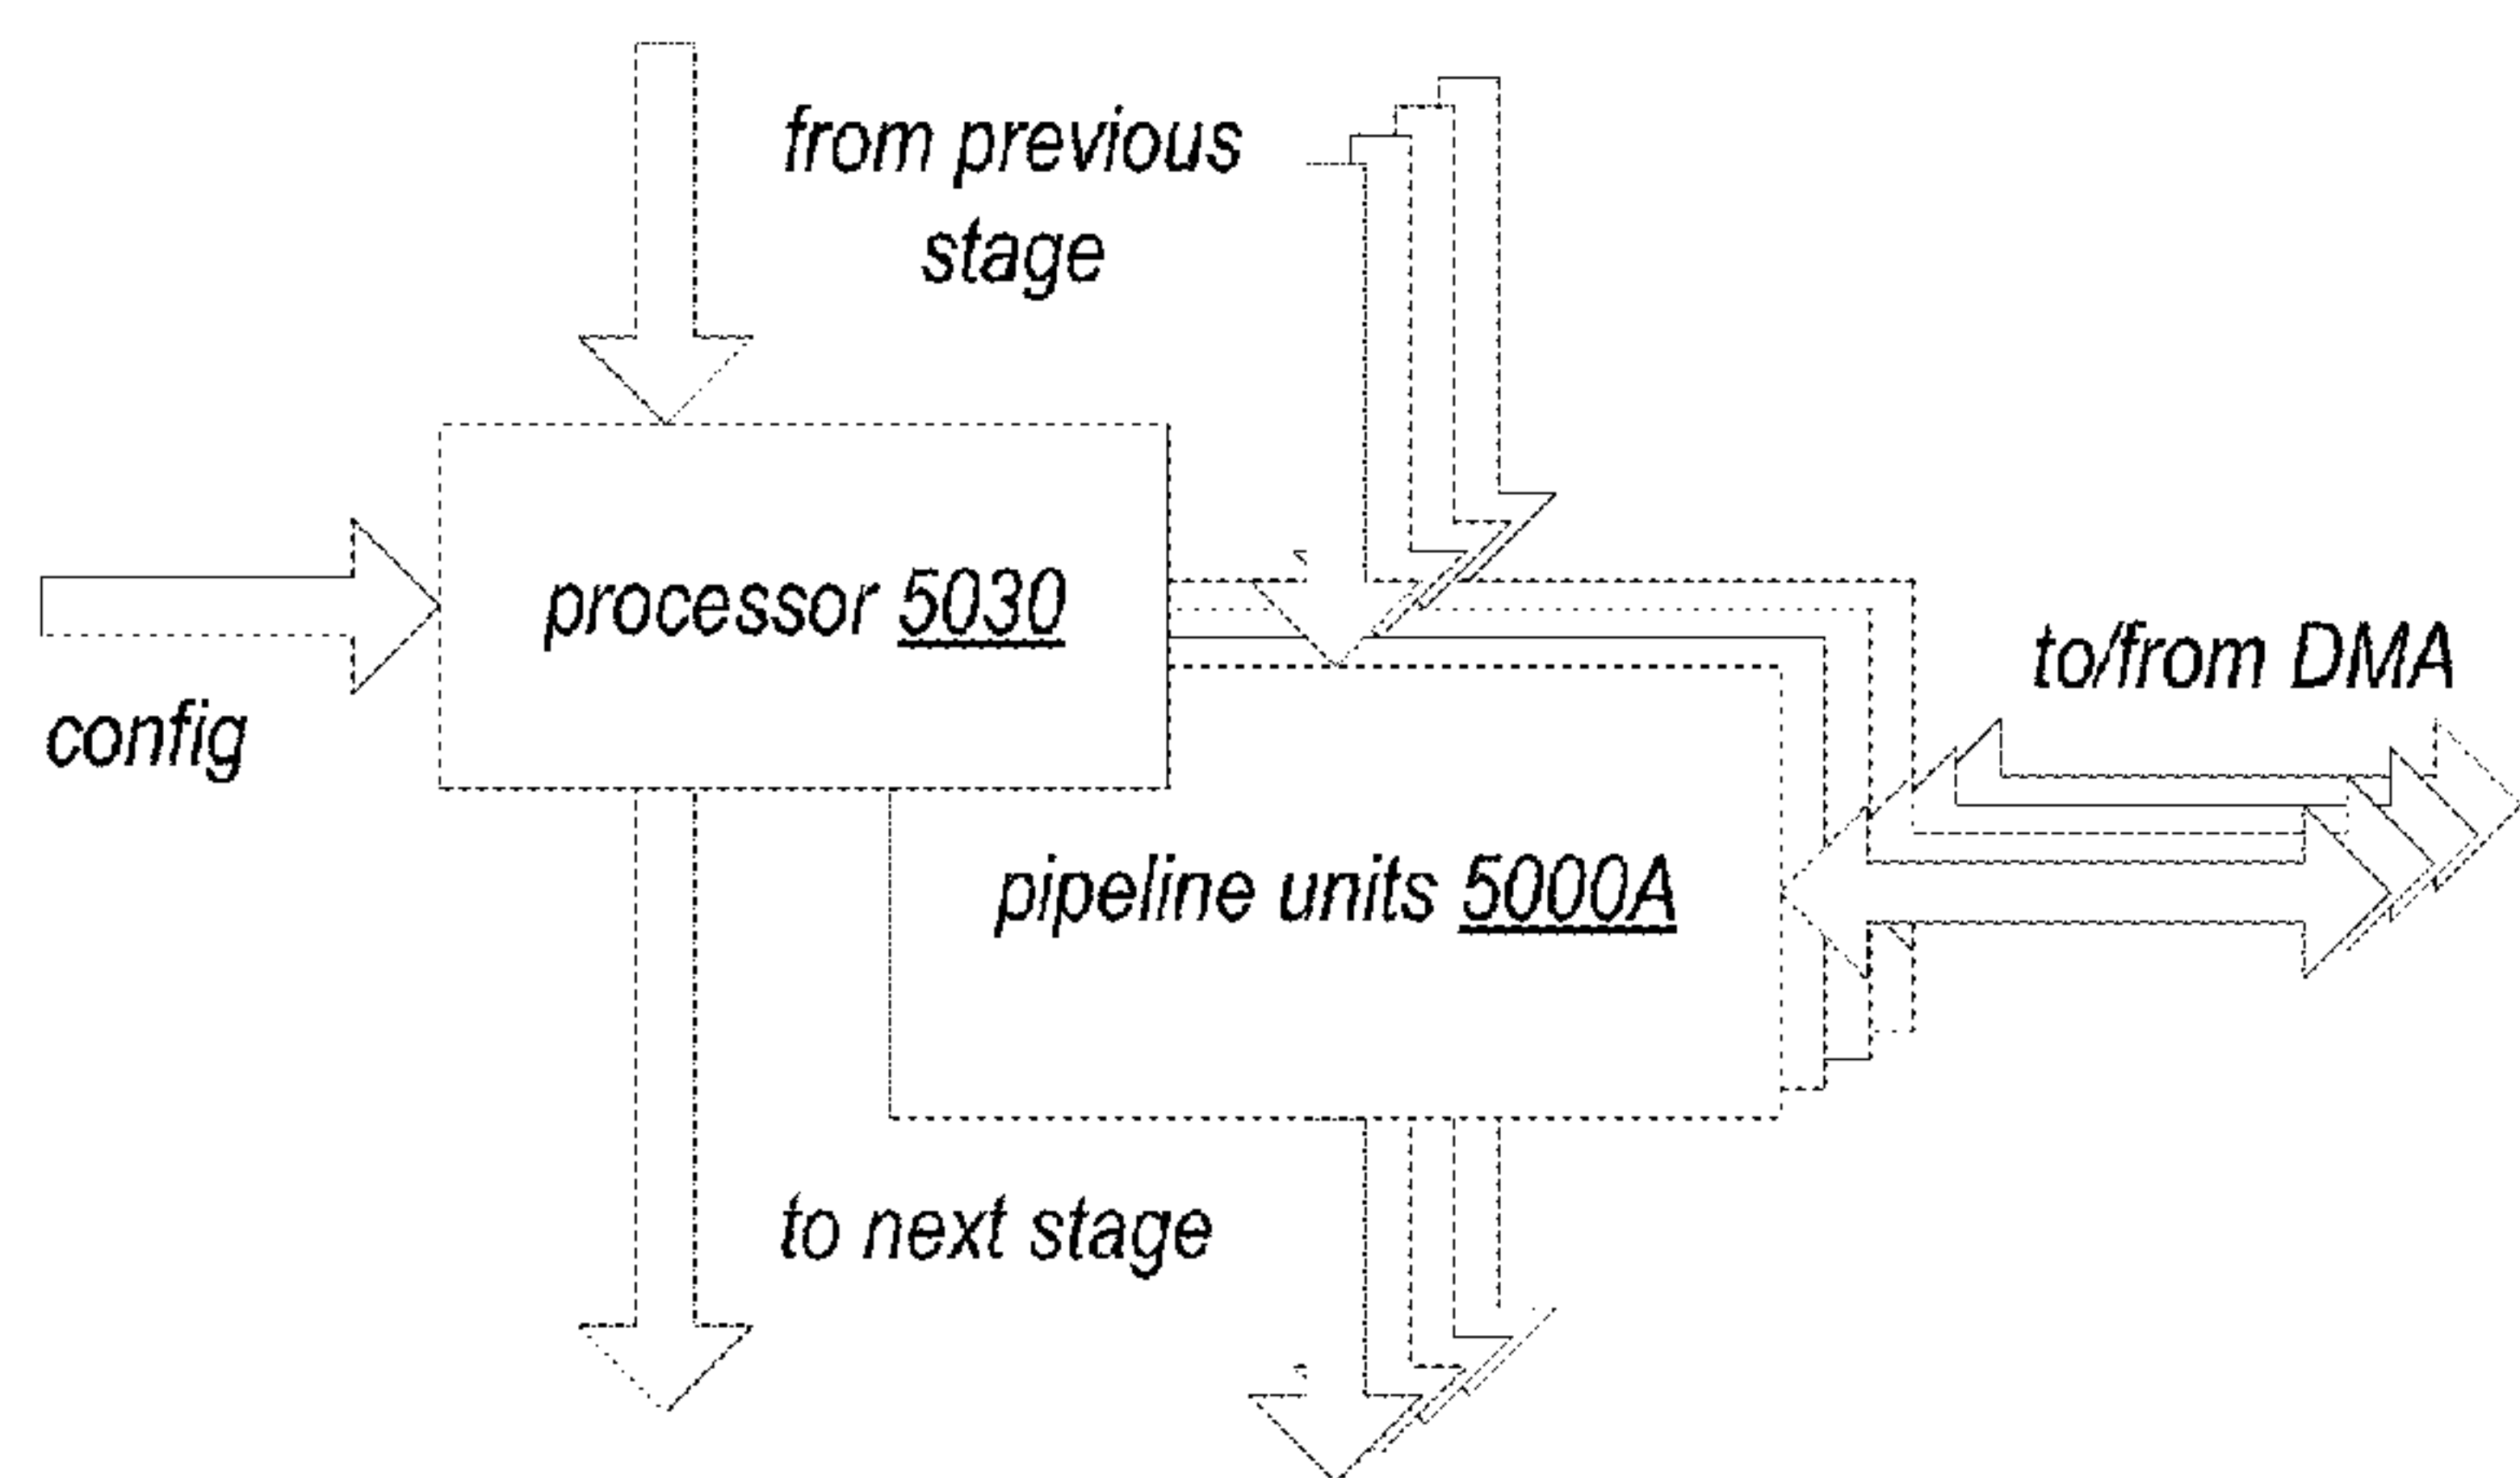 from previous
stage
processor 5030
config
to/from DMA
pipeline units 5000A
to next stage